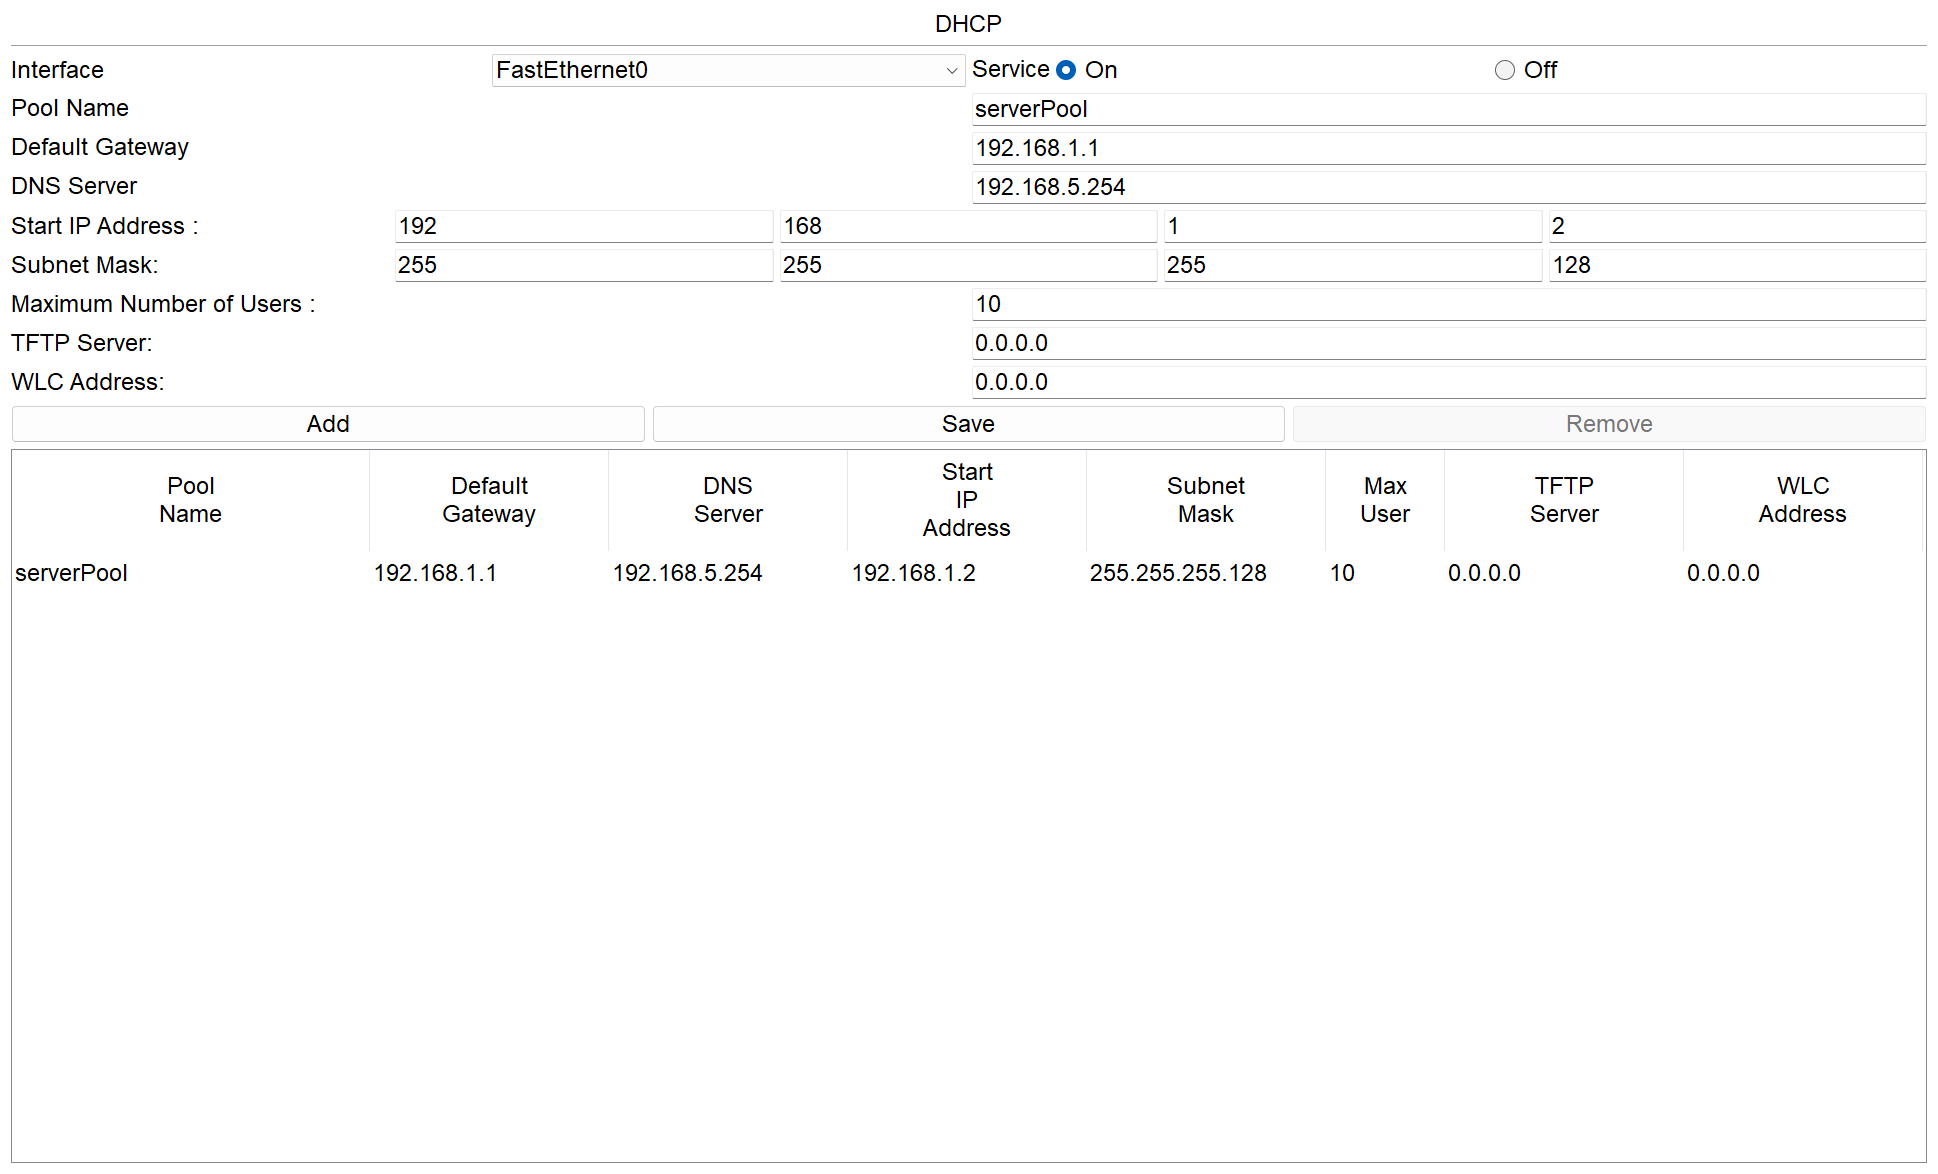 DHCP
Interface FastEthernet0 Service On Off
Pool Name serverPool
Default Gateway 192.168.1.1
DNS Server 192.168.5.254
Start IP Address : 192 168 1 2
Subnet Mask: 255 255 255 128
Maximum Number of Users : 10
TFTP Server: 0.0.0.0
WLC Address: 0.0.0.0
Add Save Remove
Pool Name Default Gateway DNS Server Start IP Address Subnet Mask Max User TFTP Server WLC Address
serverPool 192.168.1.1 192.168.5.254 192.168.1.2 255.255.255.128 10 0.0.0.0 0.0.0.0